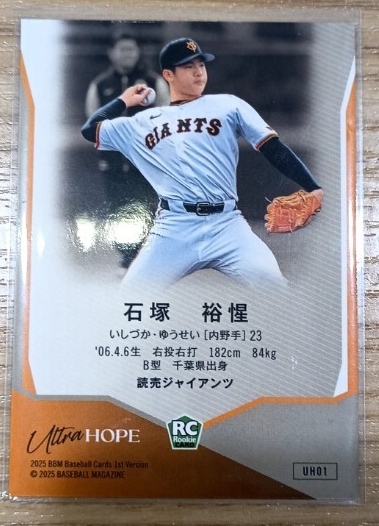 GIANTS
石塚 裕惺
いしづか・ゆうせい [内野手] 23
'06.4.6生 右投右打 182cm 84kg
B型 千葉県出身
読売ジャイアンツ
Ultra HOPE
RC
Rookie
CARD
2025 BBM Baseball Cards 1st Version
© 2025 BASEBALL MAGAZINE
UH01